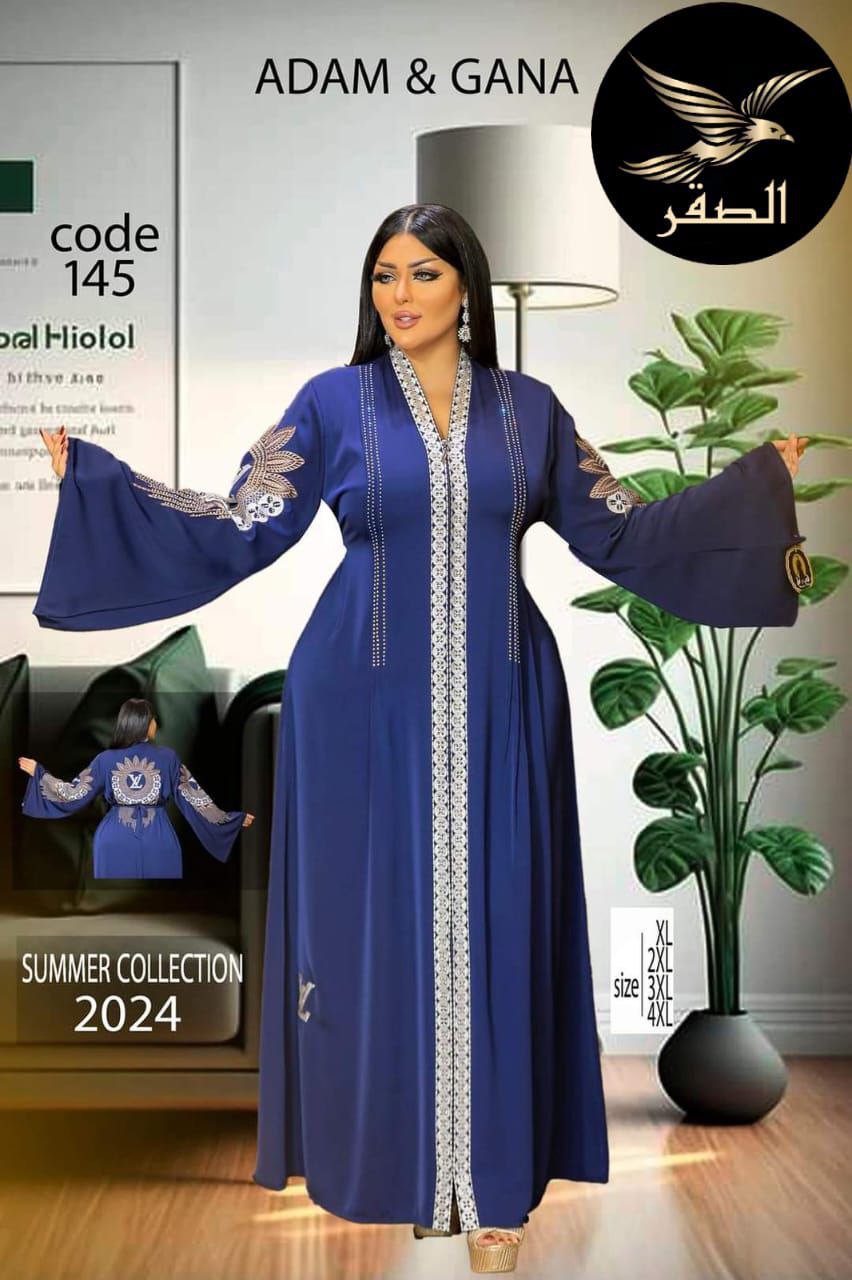 ADAM & GANA
الصقر
code
145
SUMMER COLLECTION
2024
size
XL
2XL
3XL
4XL